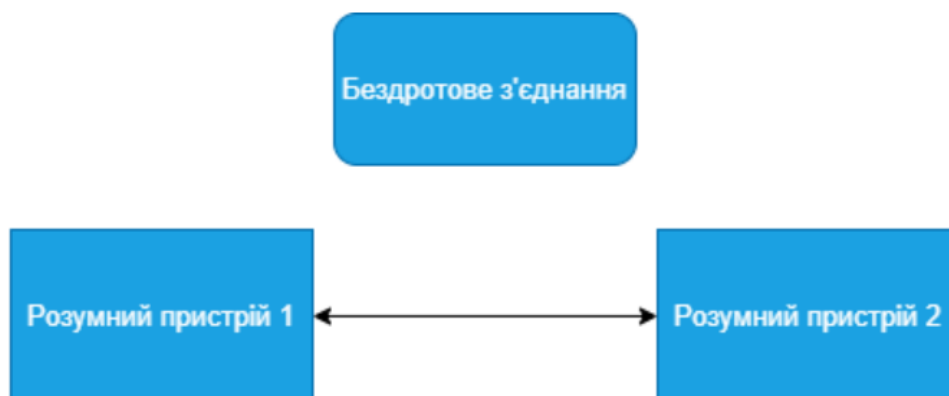 Бездротове з'єднання
Розумний пристрій 1
Розумний пристрій 2